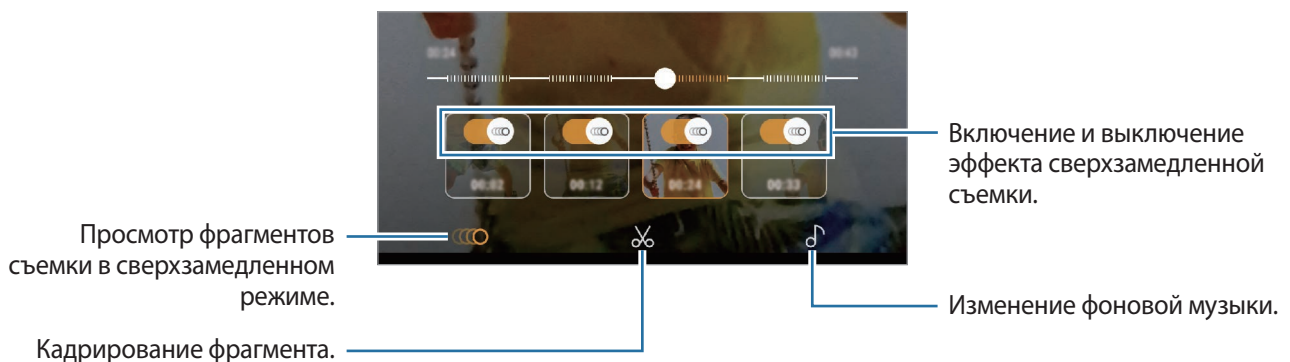 00:24
00:43
00:02
00:12
00:24
00:33
Включение и выключение
эффекта сверхзамедленной
съемки.
Просмотр фрагментов
съемки в сверхзамедленном
режиме.
Изменение фоновой музыки.
Кадрирование фрагмента.